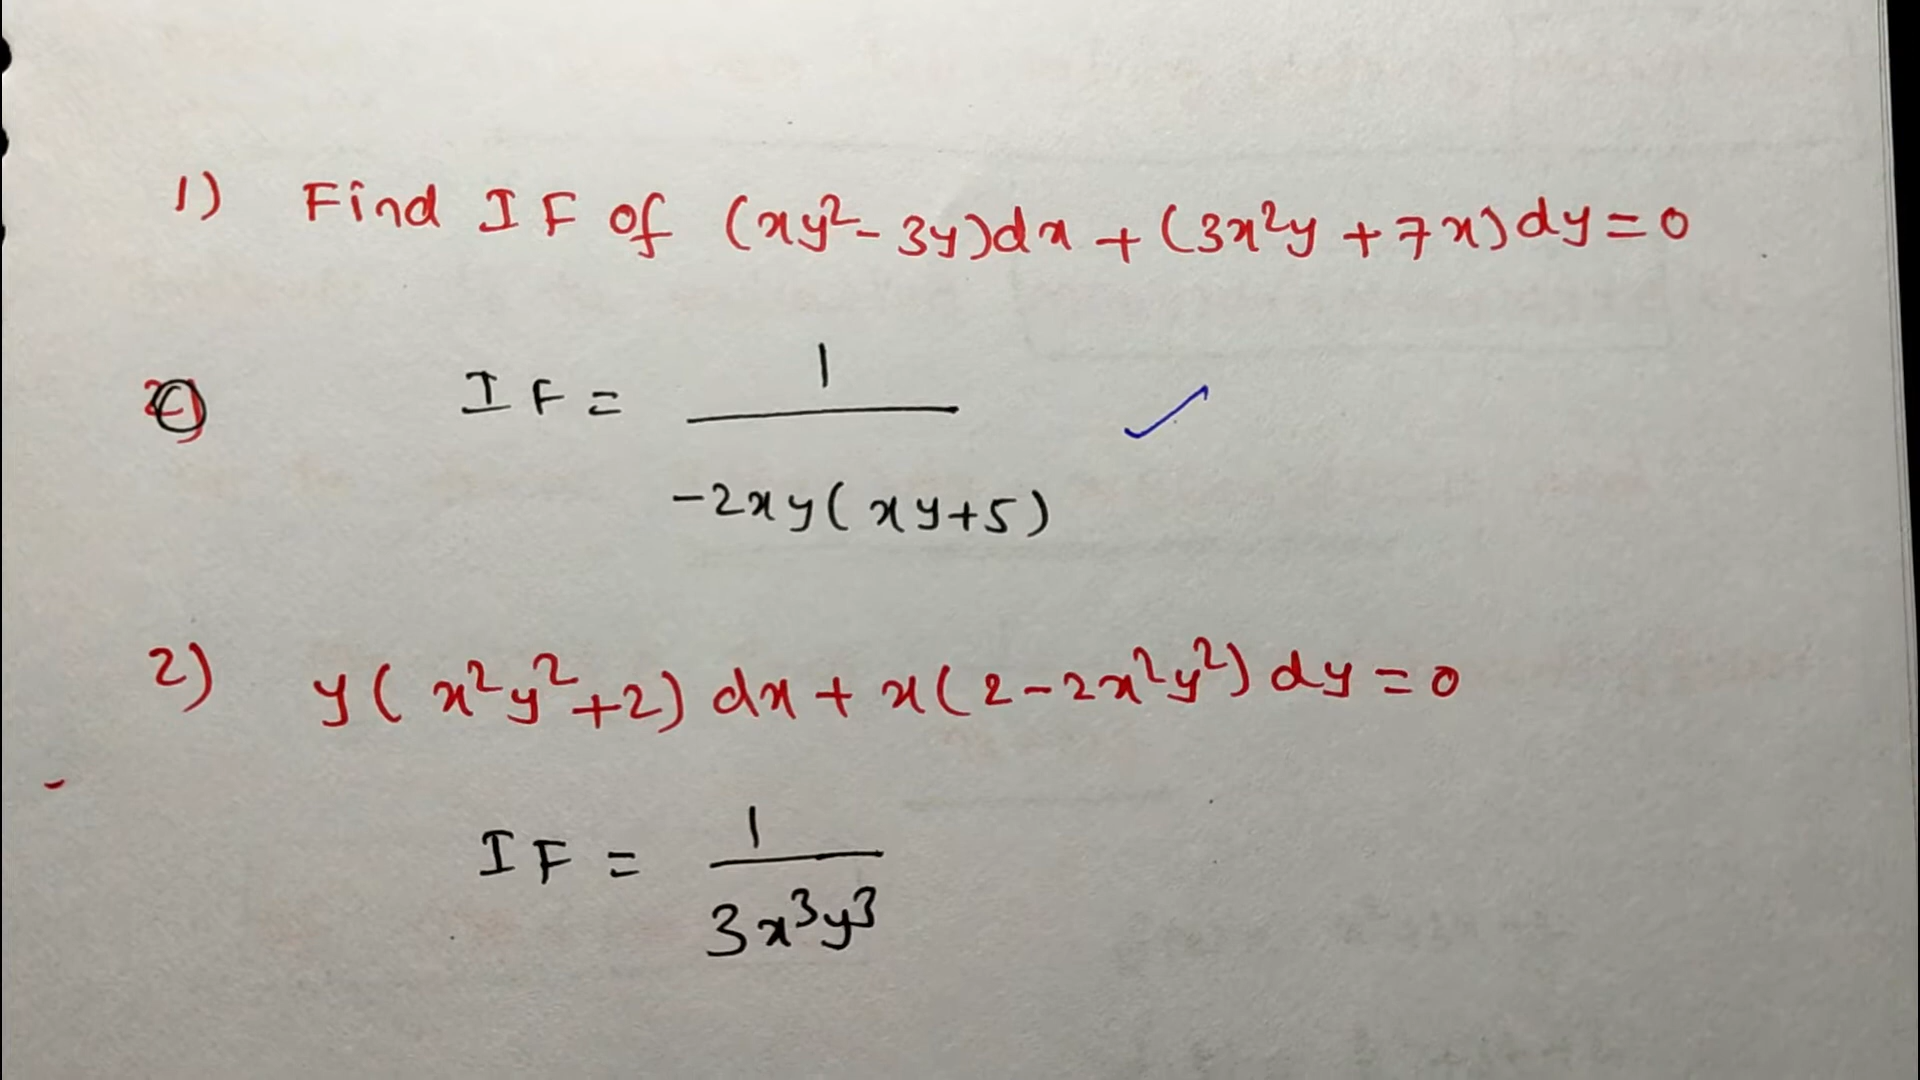 1) Find IF of (xy²-3y)dx + (3x²y+7x)dy=0
IF = 1
-2xy(xy+5)
2) y(x²y²+2)dx + x(2-2x²y²)dy=0
IF = 1
3x³y³